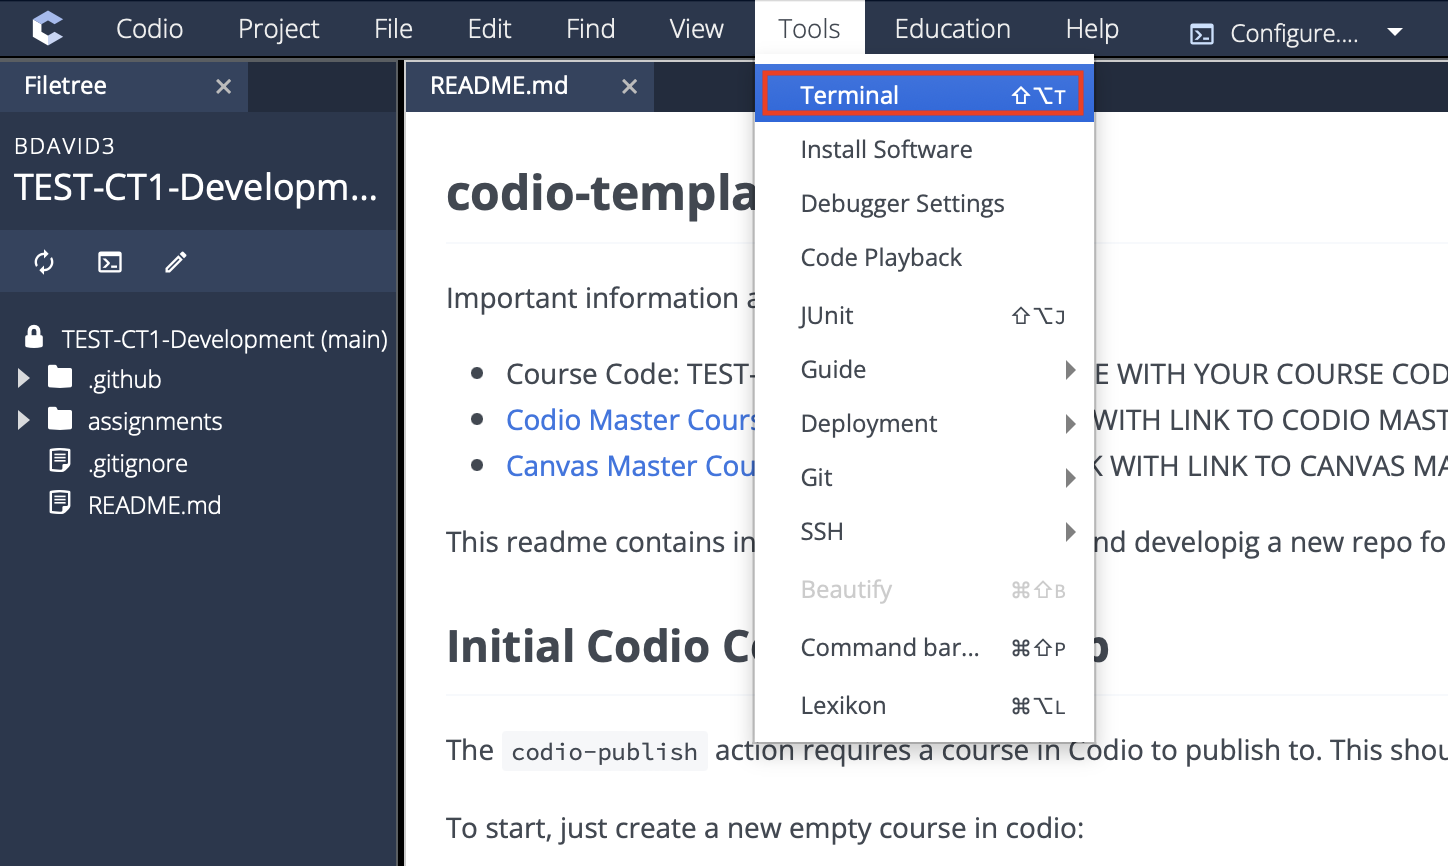 Codio Project File Edit Find View Tools Education Help Configure....
Filetree
README.md
BDAVID3
TEST-CT1-Developm...
TEST-CT1-Development (main)
.github
assignments
.gitignore
README.md
Terminal ⇧⌥T
Install Software
Debugger Settings
Code Playback
JUnit ⇧⌥J
Guide
Deployment
Git
SSH
Beautify ⌘⇧B
Command bar... ⌘⇧P
Lexikon ⌘⌥L
codio-templa
Important information
Course Code: TEST- WITH YOUR COURSE COD
Codio Master Cours WITH LINK TO CODIO MAST
Canvas Master Cou WITH LINK TO CANVAS MA
This readme contains in nd developig a new repo fo
Initial Codio C
The codio-publish action requires a course in Codio to publish to. This shou
To start, just create a new empty course in codio: